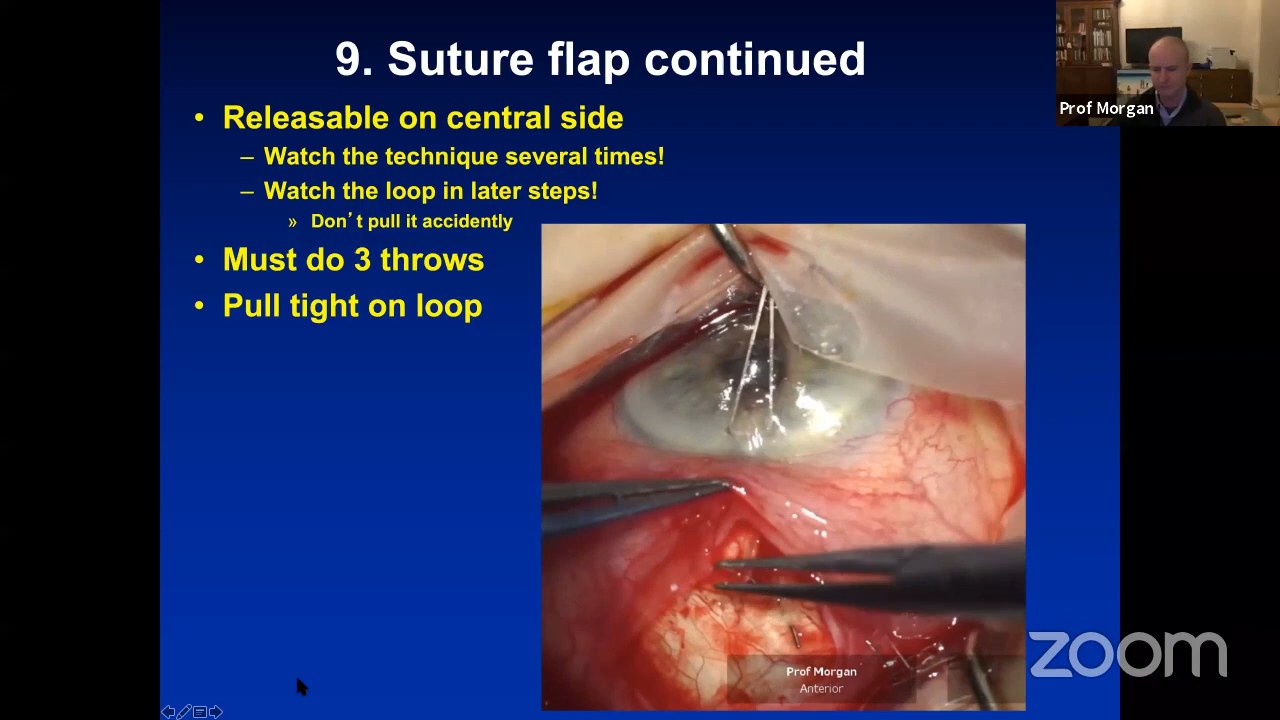 9. Suture flap continued
Prof Morgan
• Releasable on central side
– Watch the technique several times!
– Watch the loop in later steps!
» Don’t pull it accidently
• Must do 3 throws
• Pull tight on loop
Prof Morgan
Anterior
zoom